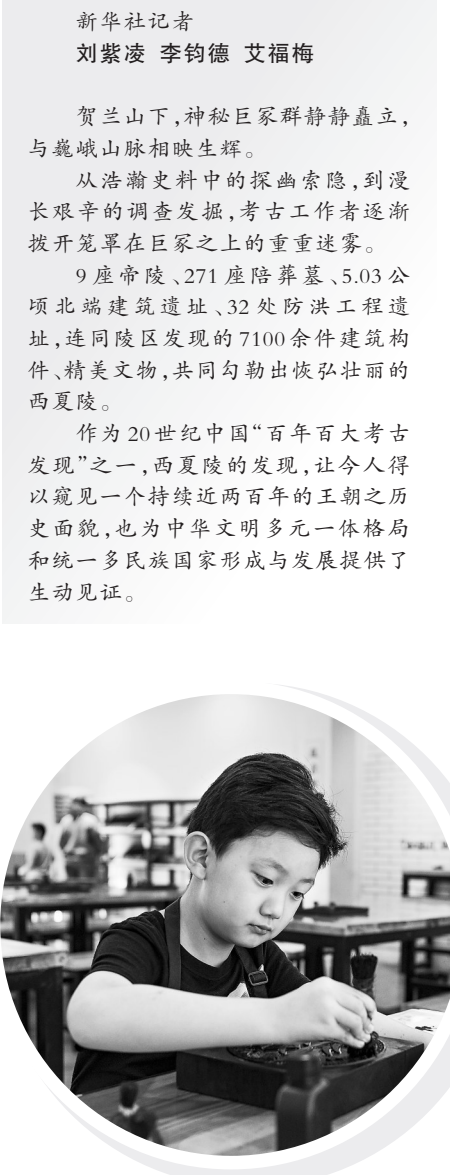 新华社记者
刘紫凌 李钧德 艾福梅
贺兰山下,神秘巨冢群静静矗立,
与巍峨山脉相映生辉。
从浩瀚史料中的探幽索隐,到漫
长艰辛的调查发掘,考古工作者逐渐
拨开笼罩在巨冢之上的重重迷雾。
9座帝陵、271座陪葬墓、5.03公
顷北端建筑遗址、32处防洪工程遗
址,连同陵区发现的7100余件建筑构
件、精美文物,共同勾勒出恢弘壮丽的
西夏陵。
作为20世纪中国“百年百大考古
发现”之一,西夏陵的发现,让今人得
以窥见一个持续近两百年的王朝之历
史面貌,也为中华文明多元一体格局
和统一多民族国家形成与发展提供了
生动见证。